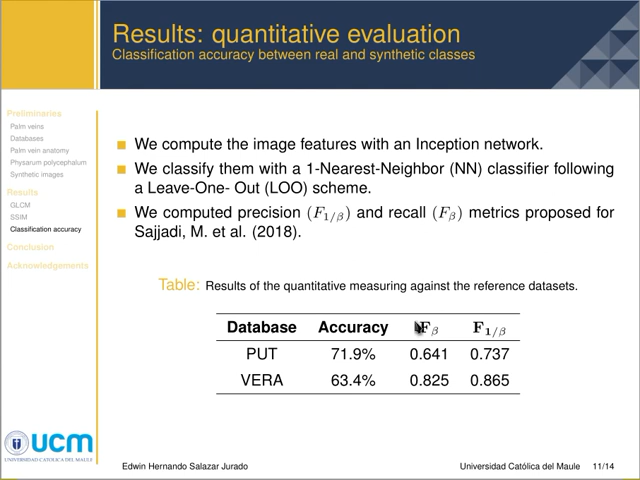 Results: quantitative evaluation
Classification accuracy between real and synthetic classes
Preliminaries
Palm veins
Databases
Palm vein anatomy
Physarum polycephalum
Synthetic images
Results
GLCM
SSIM
Classification accuracy
Conclusion
Acknowledgements
We compute the image features with an Inception network.
We classify them with a 1-Nearest-Neighbor (NN) classifier following
a Leave-One- Out (LOO) scheme.
We computed precision (F1/β) and recall (Fβ) metrics proposed for
Sajjadi, M. et al. (2018).
Table: Results of the quantitative measuring against the reference datasets.
Database Accuracy Fβ F1/β
PUT 71.9% 0.641 0.737
VERA 63.4% 0.825 0.865
ucm
UNIVERSIDAD CATÓLICA DEL MAULE
Edwin Hernando Salazar Jurado Universidad Católica del Maule 11/14